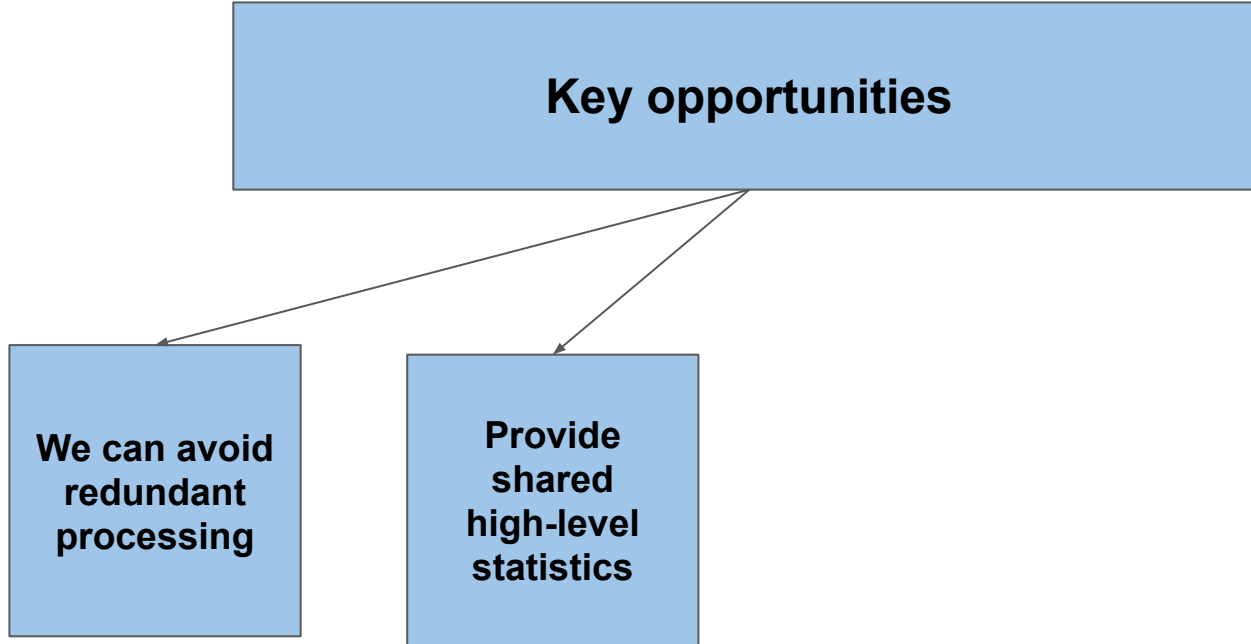 Key opportunities
We can avoid
redundant
processing
Provide
shared
high-level
statistics